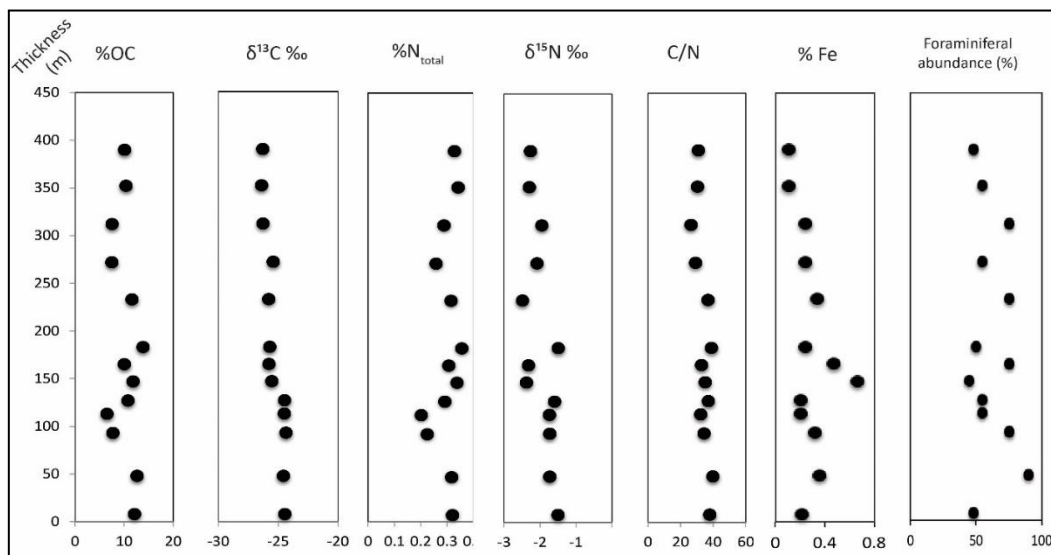 Thickness (m)
%OC
δ¹³C ‰
%N total
δ¹⁵N ‰
C/N
% Fe
Foraminiferal
abundance (%)
450
400
350
300
250
200
150
100
50
0
0 10 20
-30 -20
0 0.1 0.2 0.3
-3 -2 -1
0 20 40 60
0 0.4 0.8
0 50 100